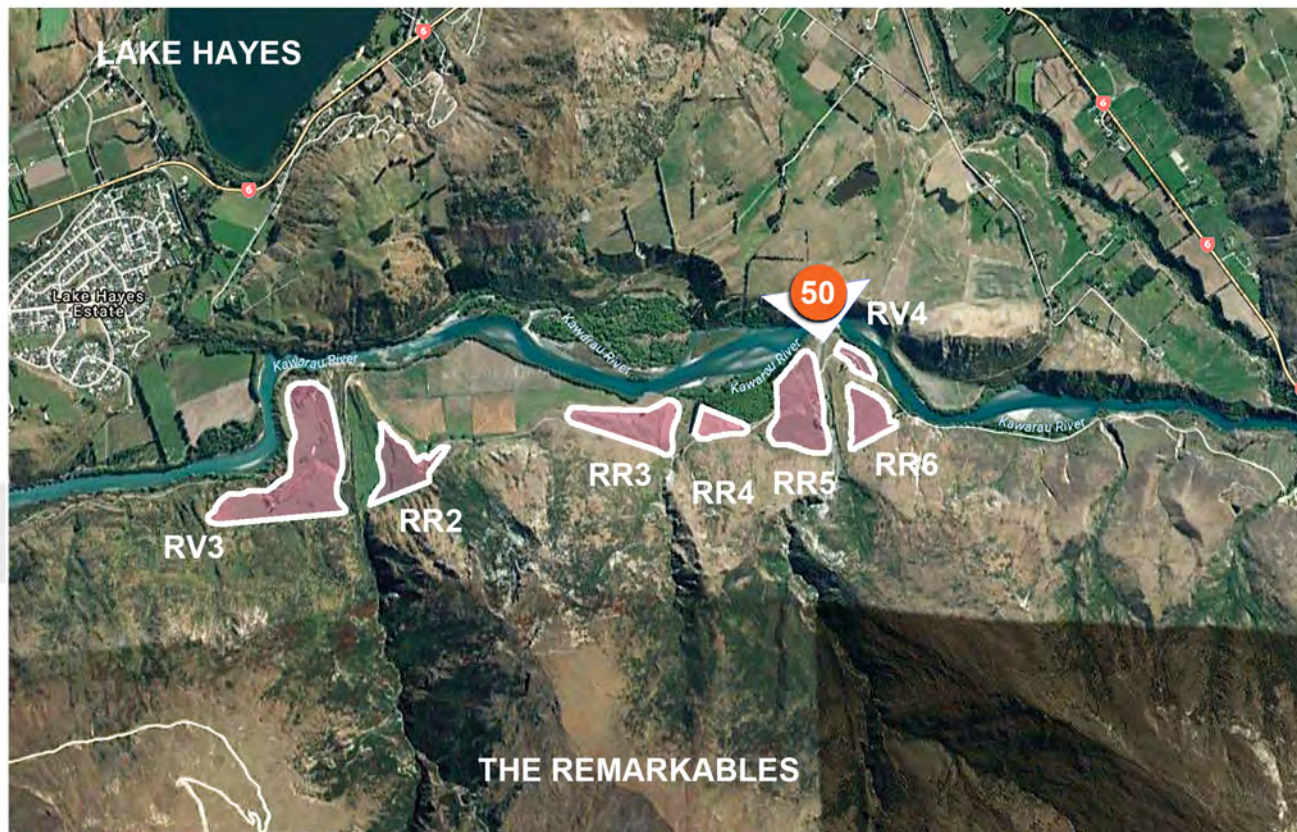 LAKE HAYES
6
6
6
6
Lake Hayes
Estate
50
RV4
Kawarau River
Kawarau River
Kawarau River
Kawarau River
RR3
RR4
RR5
RR6
RR2
RV3
THE REMARKABLES